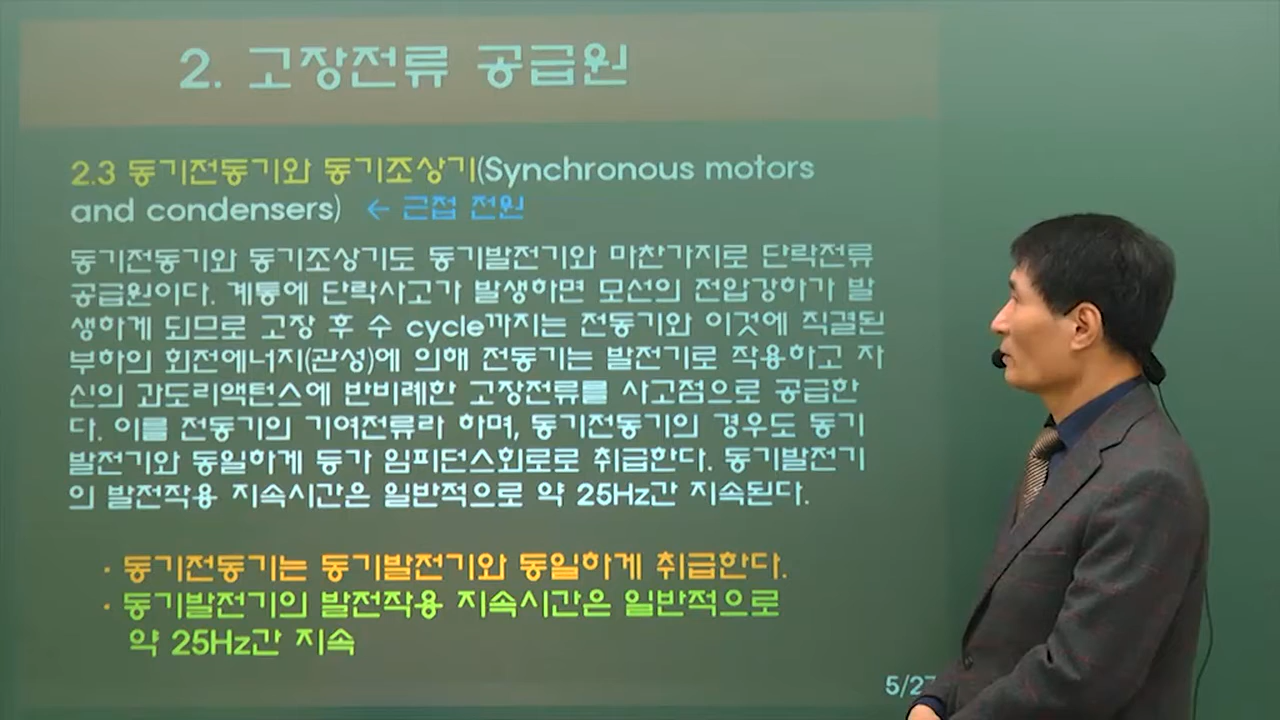 2. 고장전류 공급원
2.3 동기전동기와 동기조상기(Synchronous motors
and condensers) ← 근접 전원
동기전동기와 동기조상기도 동기발전기와 마찬가지로 단락전류
공급원이다. 계통에 단락사고가 발생하면 모선의 전압강하가 발
생하게 되므로 고장 후 수 cycle까지는 전동기와 이것에 직결된
부하의 회전에너지(관성)에 의해 전동기는 발전기로 작용하고 자
신의 과도리액턴스에 반비례한 고장전류를 사고점으로 공급한
다. 이를 전동기의 기여전류라 하며, 동기전동기의 경우도 동기
발전기와 동일하게 등가 임피던스회로로 취급한다. 동기발전기
의 발전작용 지속시간은 일반적으로 약 25Hz간 지속된다.
· 동기전동기는 동기발전기와 동일하게 취급한다.
· 동기발전기의 발전작용 지속시간은 일반적으로
약 25Hz간 지속
5/27